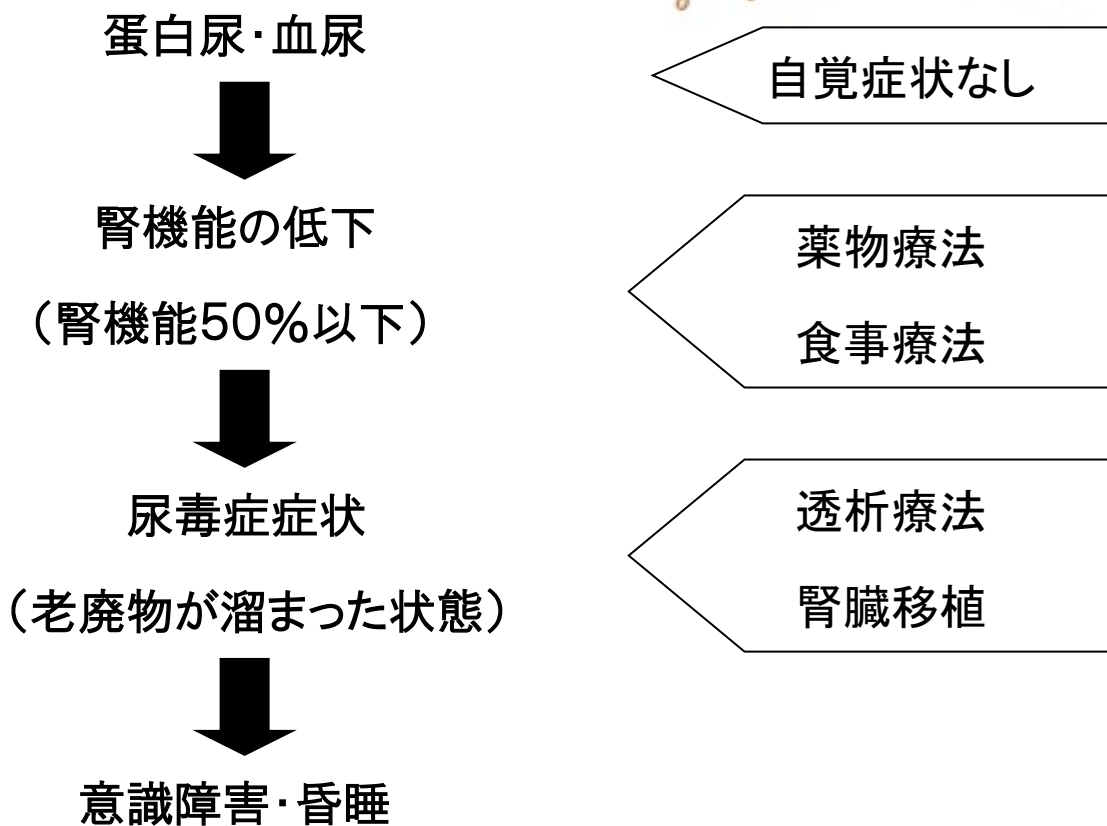 蛋白尿・血尿
自覚症状なし
腎機能の低下
（腎機能50%以下）
薬物療法
食事療法
尿毒症症状
（老廃物が溜まった状態）
透析療法
腎臓移植
意識障害・昏睡